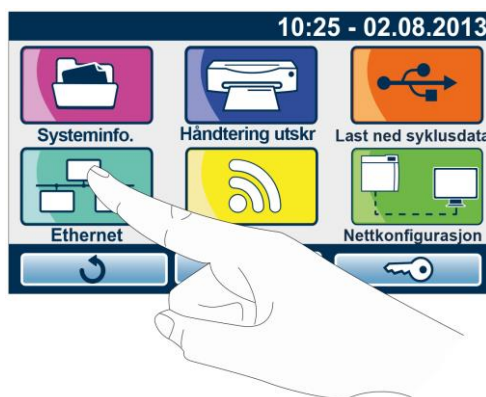 10:25 - 02.08.2013
Systeminfo. Håndtering utskr Last ned syklusdata
Ethernet Nettkonfigurasjon